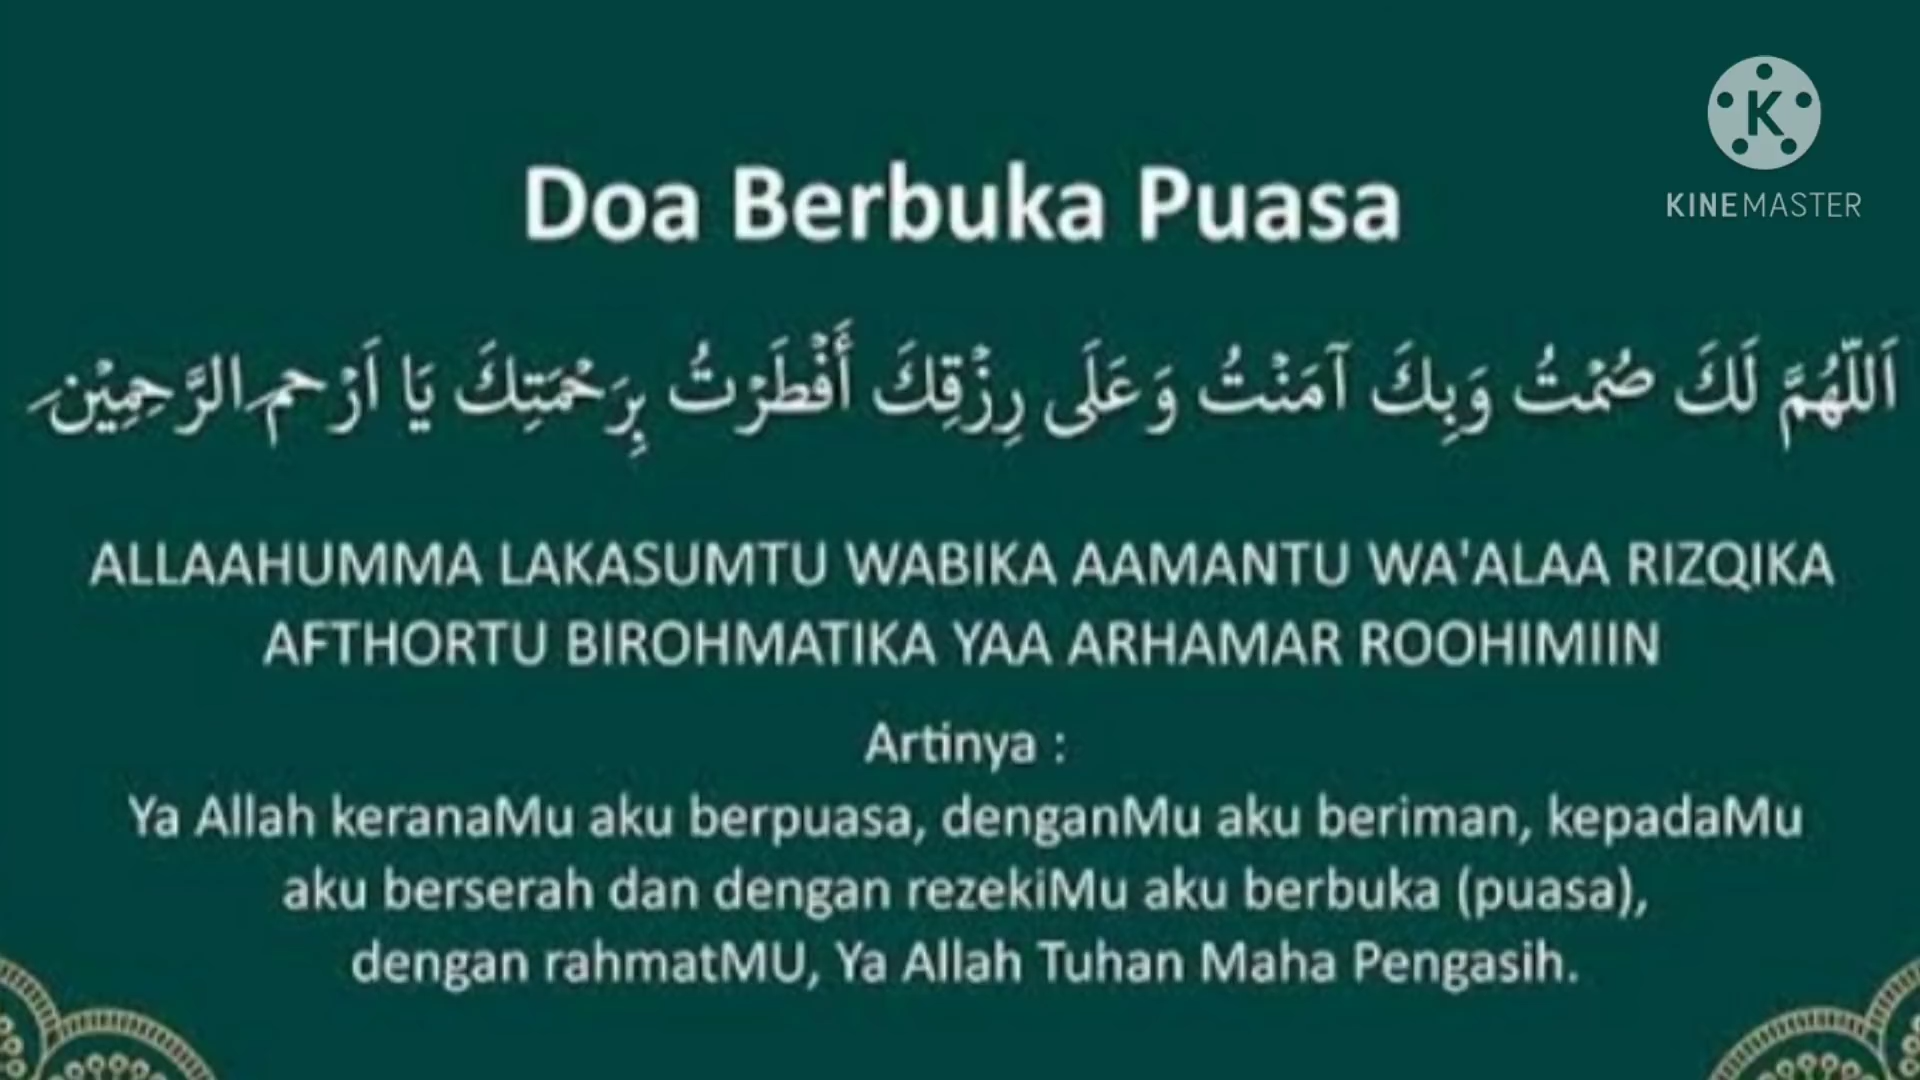 K
KINEMASTER
Doa Berbuka Puasa
اَللّٰهُمَّ لَكَ صُمْتُ وَبِكَ آمَنْتُ وَعَلَى رِزْقِكَ أَفْطَرْتُ بِرَحْمَتِكَ يَا اَرْحَمَ الرَّحِمِيْنَ
ALLAAHUMMA LAKASUMTU WABIKA AAMANTU WA'ALAA RIZQIKA
AFTHORTU BIROHMATIKA YAA ARHAMAR ROOHIMIIN
Artinya :
Ya Allah keranaMu aku berpuasa, denganMu aku beriman, kepadaMu
aku berserah dan dengan rezekiMu aku berbuka (puasa),
dengan rahmatMU, Ya Allah Tuhan Maha Pengasih.